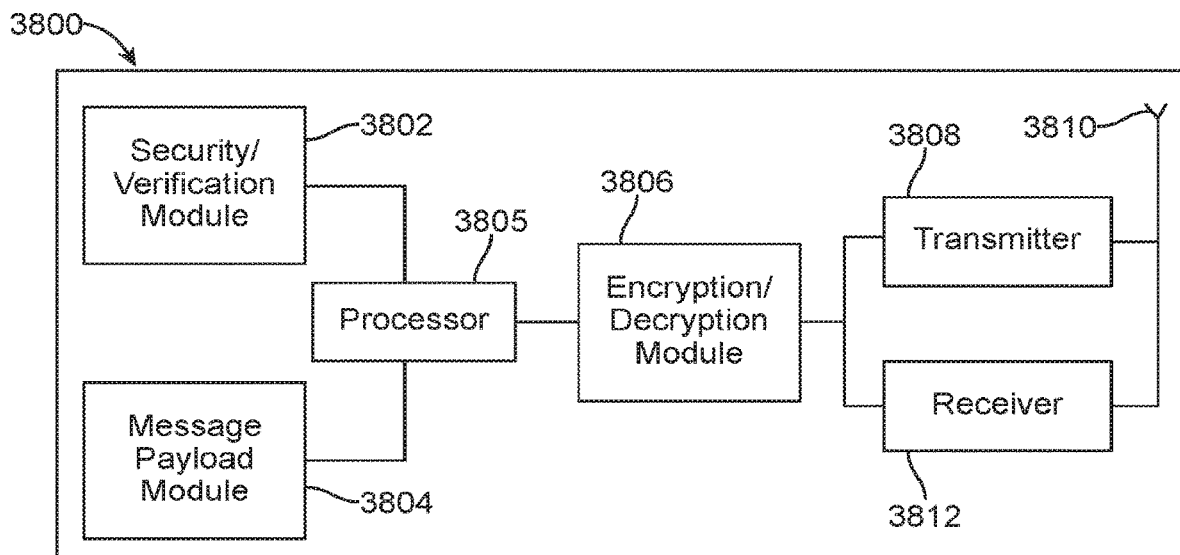 3800
3802
Security/
Verification
Module
3810
3808
3806
Transmitter
3805
Encryption/
Decryption
Module
Processor
Receiver
Message
Payload
Module
3804
3812